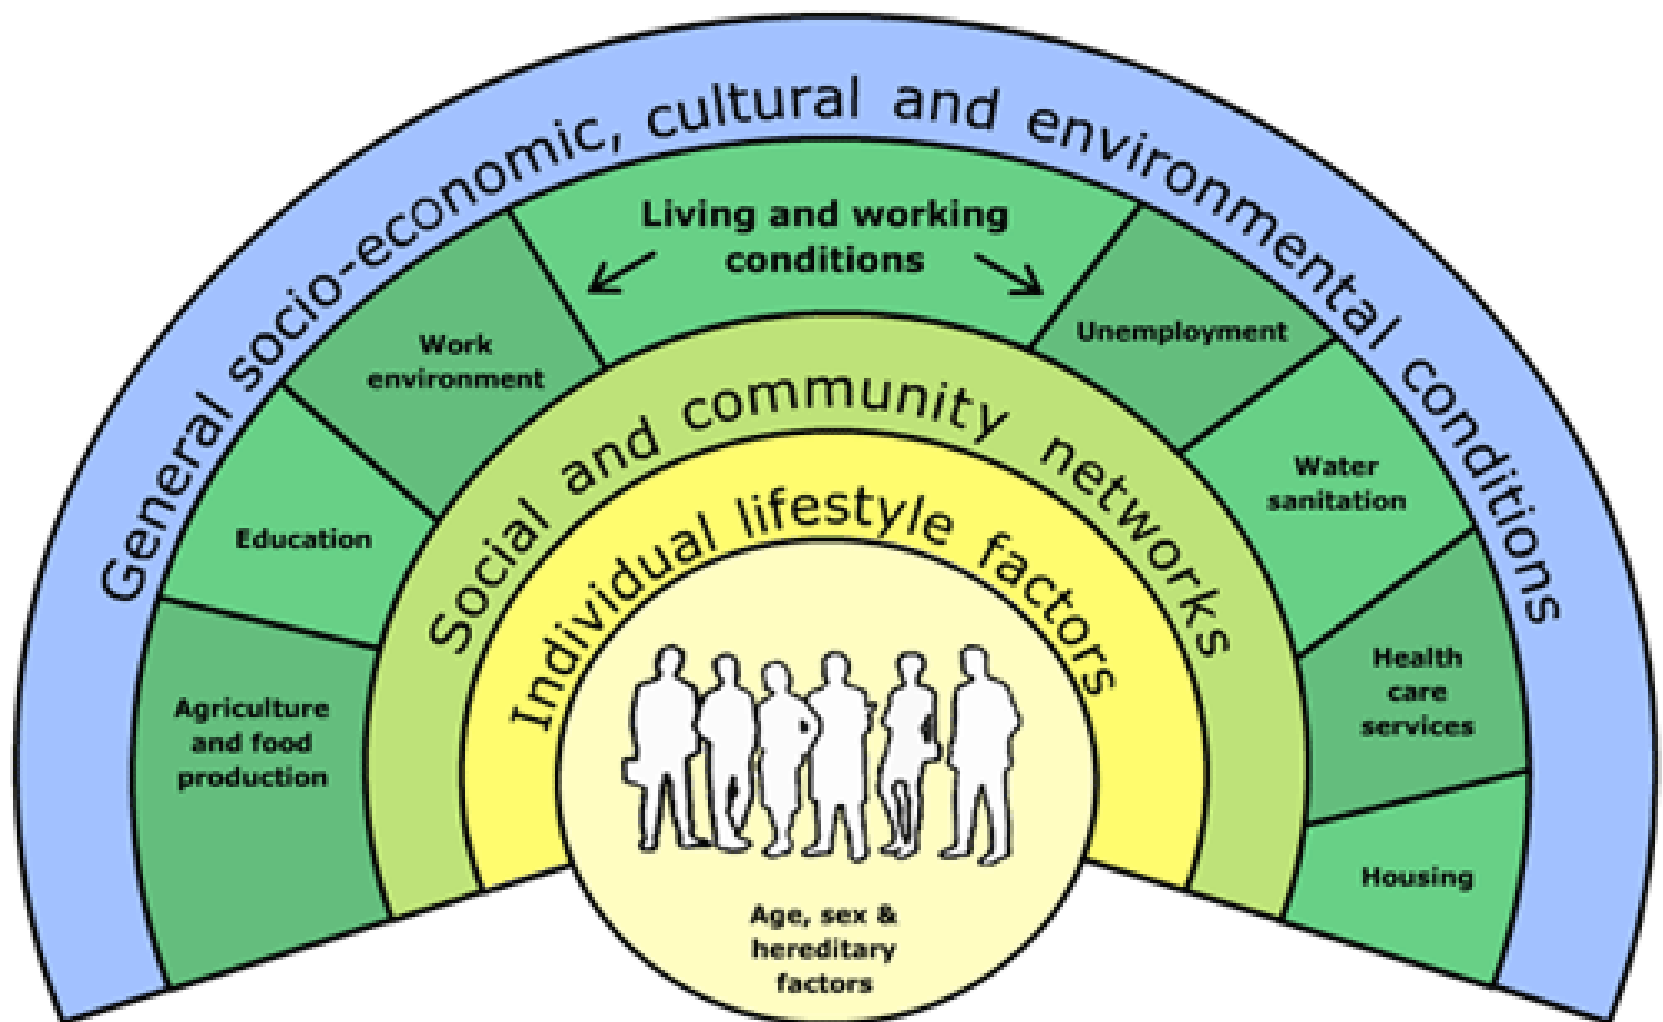 General socio-economic, cultural and environmental conditions
Living and working
conditions
Work
environment
Unemployment
Education
Water
sanitation
Agriculture
and food
production
Health
care
services
Housing
Social and community networks
Individual lifestyle factors
Age, sex &
hereditary
factors